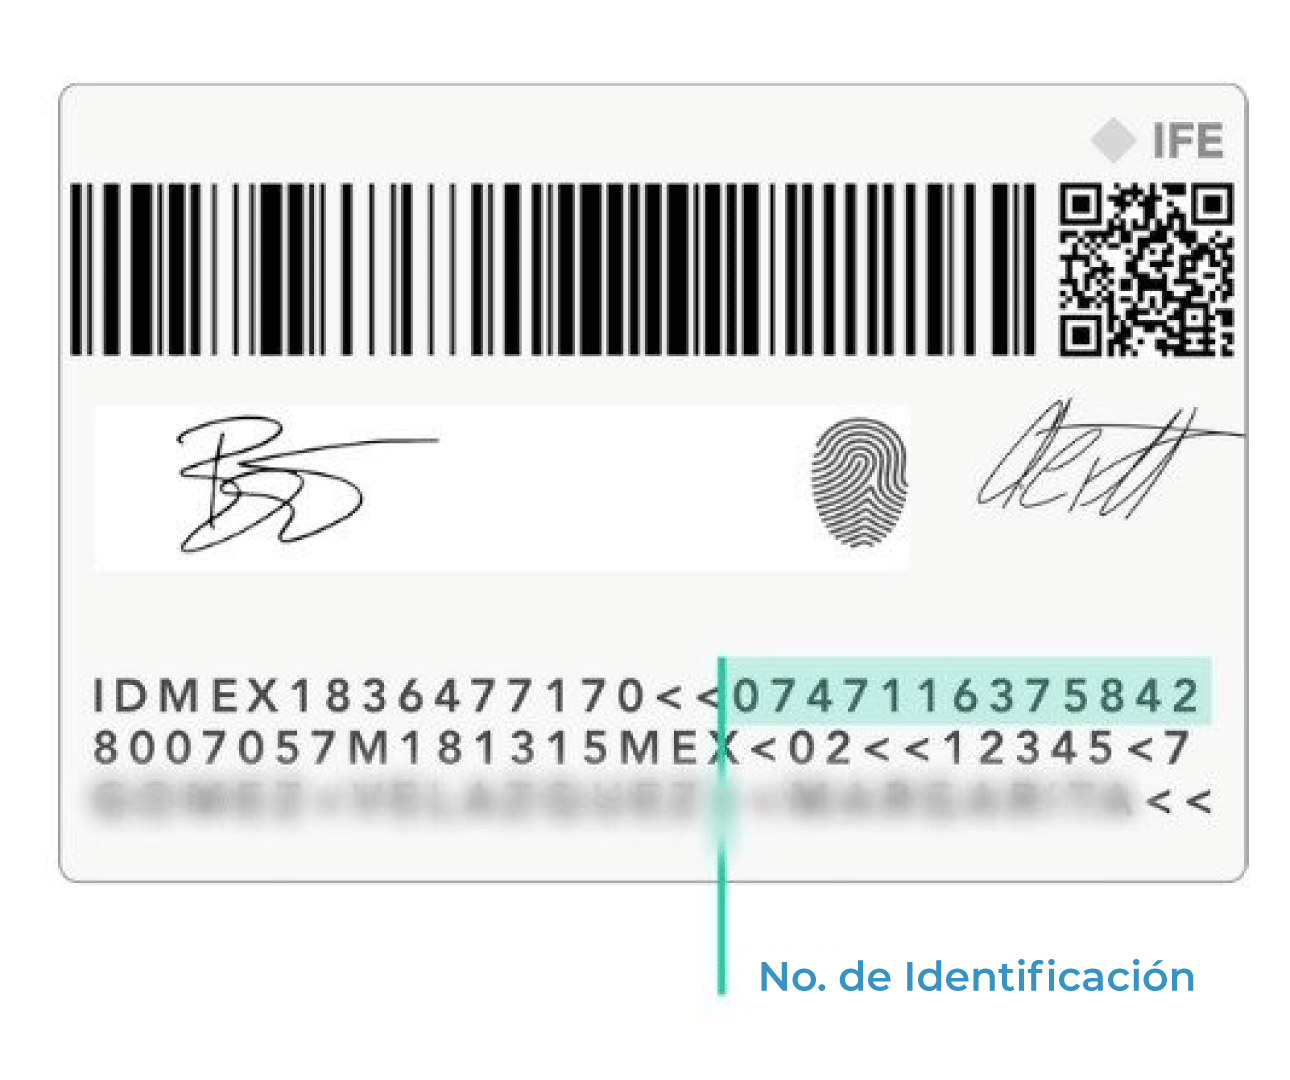 IFE
IDMEX1836477170<<0747116375842
8007057M181315MEX<02<<12345<7
<<
No. de Identificación